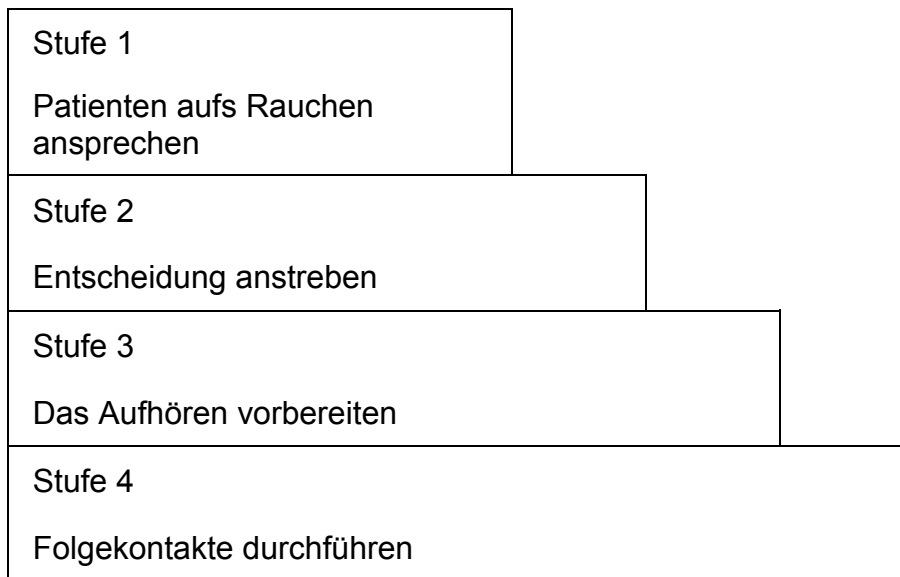 Stufe 1
Patienten aufs Rauchen
ansprechen
Stufe 2
Entscheidung anstreben
Stufe 3
Das Aufhören vorbereiten
Stufe 4
Folgekontakte durchführen